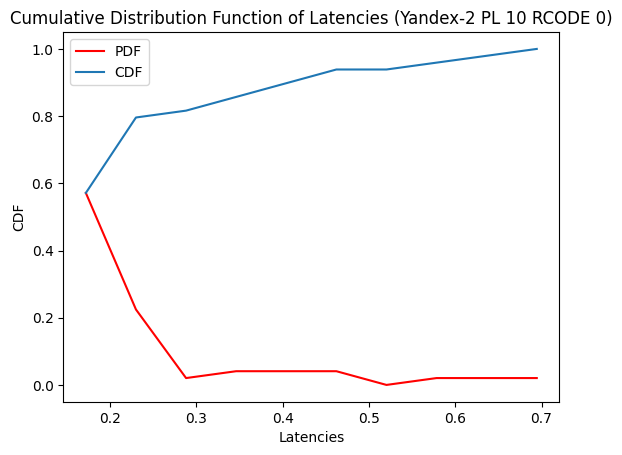 Cumulative Distribution Function of Latencies (Yandex-2 PL 10 RCODE 0)
PDF
CDF
CDF
1.0
0.8
0.6
0.4
0.2
0.0
0.2 0.3 0.4 0.5 0.6 0.7
Latencies